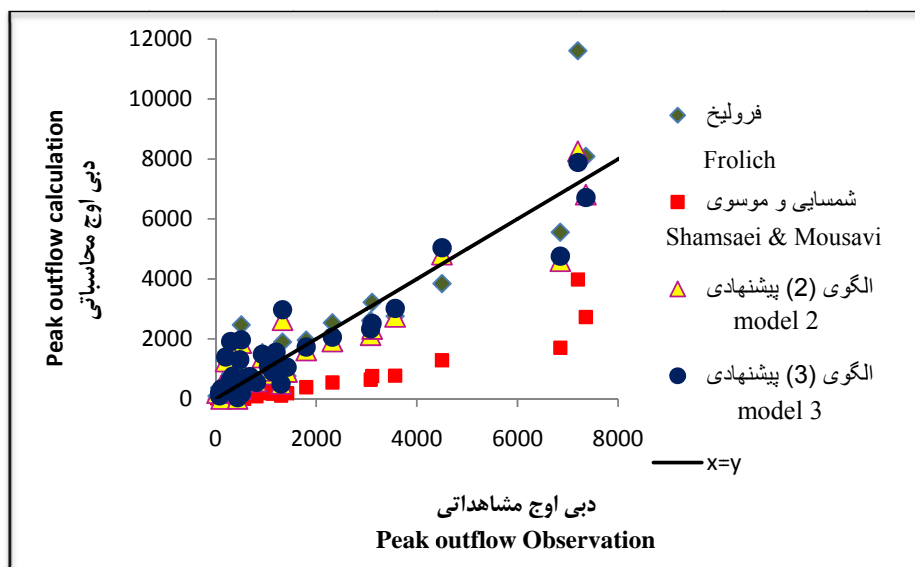 12000
10000
8000
6000
4000
2000
0
Peak outflow calculation
دبی اوج محاسباتی
0 2000 4000 6000 8000
دبی اوج مشاهداتی
Peak outflow Observation
فرولیخ
Frolich
شمسایی و موسوی
Shamsaei & Mousavi
الگوی (2) پیشنهادی
model 2
الگوی (3) پیشنهادی
model 3
x=y